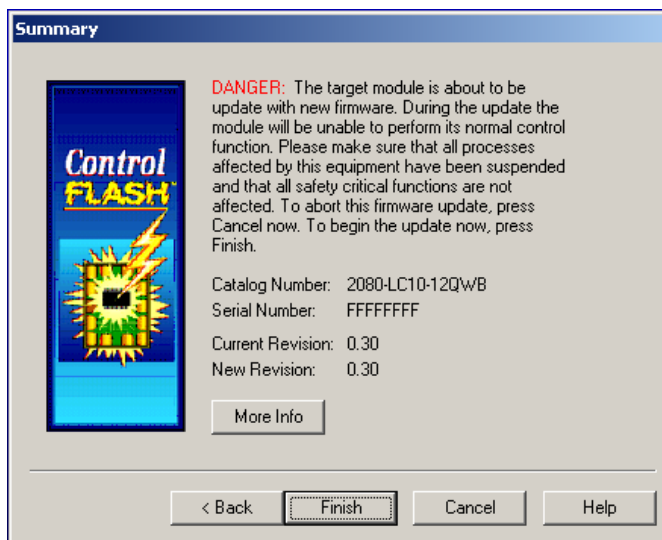 Summary
Control
FLASH
DANGER: The target module is about to be
update with new firmware. During the update the
module will be unable to perform its normal control
function. Please make sure that all processes
affected by this equipment have been suspended
and that all safety critical functions are not
affected. To abort this firmware update, press
Cancel now. To begin the update now, press
Finish.
Catalog Number: 2080-LC10-12QWB
Serial Number: FFFFFFFF
Current Revision: 0.30
New Revision: 0.30
More Info
< Back Finish Cancel Help